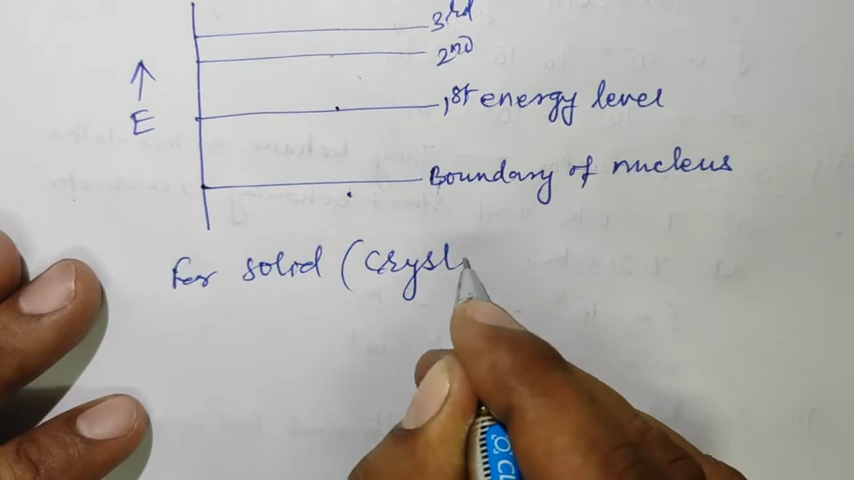 3rd
2nd
1st energy level
E
Boundary of nucleus
For solid (Cryst